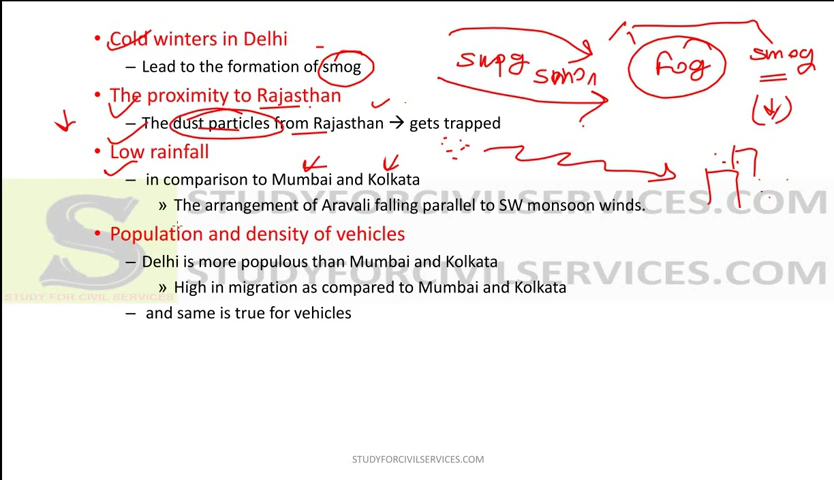 • Cold winters in Delhi
– Lead to the formation of smog
• The proximity to Rajasthan
– The dust particles from Rajasthan → gets trapped
• Low rainfall
– in comparison to Mumbai and Kolkata
» The arrangement of Aravali falling parallel to SW monsoon winds.
• Population and density of vehicles
– Delhi is more populous than Mumbai and Kolkata
» High in migration as compared to Mumbai and Kolkata
– and same is true for vehicles
Fog
smog
STUDYFORCIVILSERVICES.COM
STUDYFORCIVILSERVICES.COM
S
STUDY FOR CIVIL SERVICES
STUDYFORCIVILSERVICES.COM